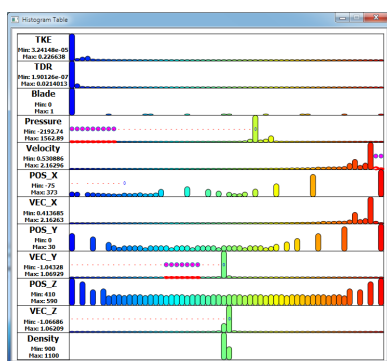 Histogram Table
TKE
Min: 3.24148e-05
Max: 0.226638
TDR
Min: 1.90126e-07
Max: 0.0214013
Blade
Min: 0
Max: 1
Pressure
Min: -2192.74
Max: 1562.89
Velocity
Min: 0.530886
Max: 2.16296
POS_X
Min: -75
Max: 373
VEC_X
Min: 0.413685
Max: 2.16263
POS_Y
Min: 0
Max: 30
VEC_Y
Min: -1.04328
Max: 1.06929
POS_Z
Min: 410
Max: 590
VEC_Z
Min: -1.06686
Max: 1.06209
Density
Min: 900
Max: 1100